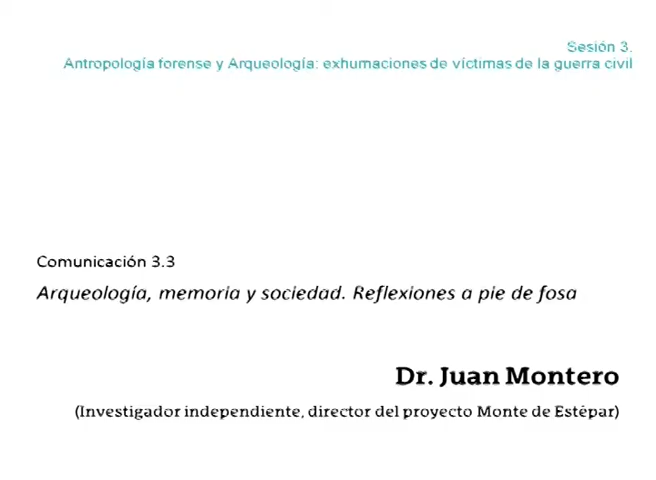 Sesión 3.
Antropología forense y Arqueología: exhumaciones de víctimas de la guerra civil
Comunicación 3.3
Arqueología, memoria y sociedad. Reflexiones a pie de fosa
Dr. Juan Montero
(Investigador independiente, director del proyecto Monte de Estépar)